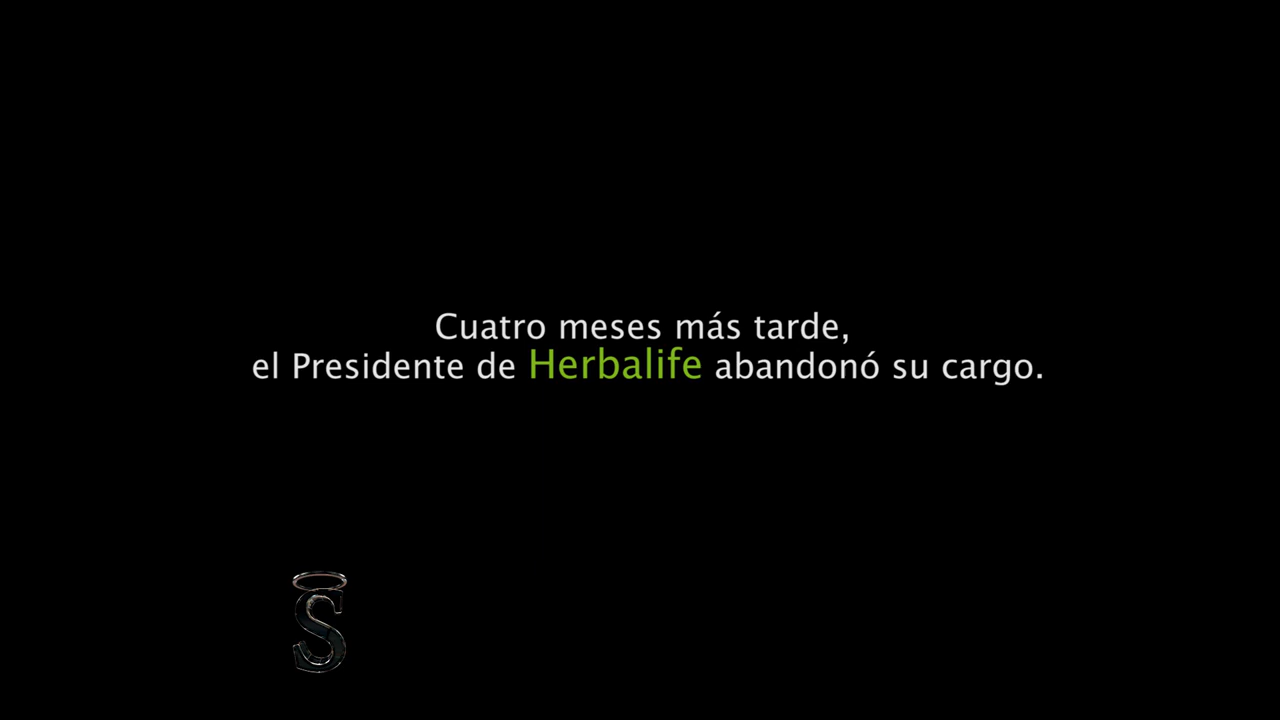 Cuatro meses más tarde,
el Presidente de Herbalife abandonó su cargo.
S